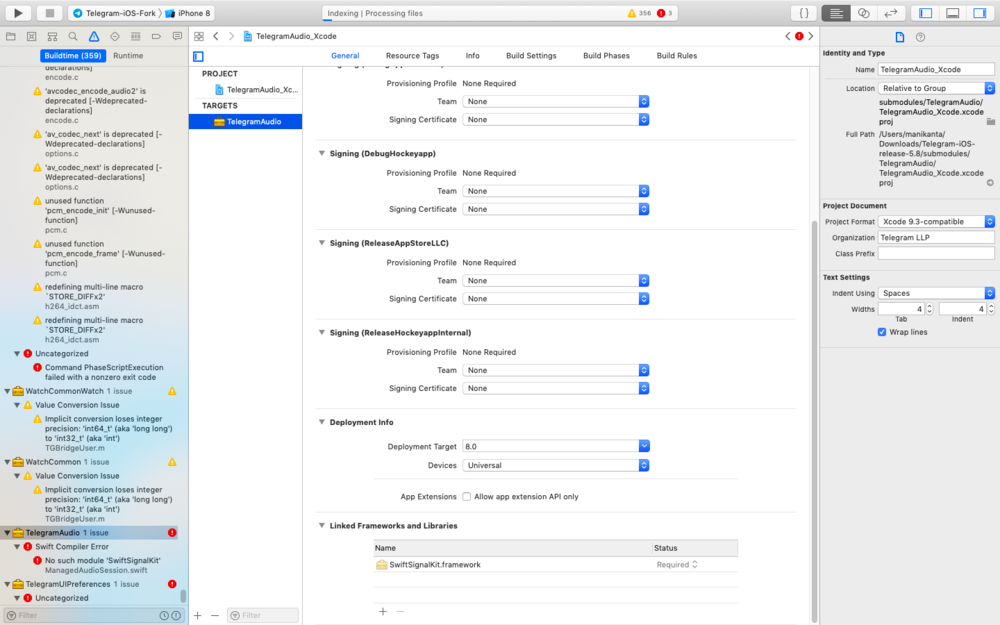 Telegram-iOS-Fork
iPhone 8
Indexing | Processing files
356
3
{ }
Buildtime (359)
Runtime
declarations]
encode.c
'avcodec_encode_audio2' is
deprecated [-Wdeprecated-
declarations]
encode.c
'av_codec_next' is deprecated [-
Wdeprecated-declarations]
options.c
'av_codec_next' is deprecated [-
Wdeprecated-declarations]
options.c
unused function
'pcm_encode_init' [-Wunused-
function]
pcm.c
unused function
'pcm_encode_frame' [-Wunused-
function]
pcm.c
redefining multi-line macro
`STORE_DIFFx2'
h264_idct.asm
redefining multi-line macro
`STORE_DIFFx2'
h264_idct.asm
Uncategorized
Command PhaseScriptExecution
failed with a nonzero exit code
WatchCommonWatch 1 issue
Value Conversion Issue
Implicit conversion loses integer
precision: 'int64_t' (aka 'long long')
to 'int32_t' (aka 'int')
TGBridgeUser.m
WatchCommon 1 issue
Value Conversion Issue
Implicit conversion loses integer
precision: 'int64_t' (aka 'long long')
to 'int32_t' (aka 'int')
TGBridgeUser.m
TelegramAudio 1 issue
Swift Compiler Error
No such module 'SwiftSignalKit'
ManagedAudioSession.swift
TelegramUIPreferences 1 issue
Uncategorized
Filter
TelegramAudio_Xcode
General
Resource Tags
Info
Build Settings
Build Phases
Build Rules
PROJECT
TelegramAudio_Xc...
TARGETS
TelegramAudio
Filter
Provisioning Profile None Required
Team None
Signing Certificate None
Signing (DebugHockeyapp)
Provisioning Profile None Required
Team None
Signing Certificate None
Signing (ReleaseAppStoreLLC)
Provisioning Profile None Required
Team None
Signing Certificate None
Signing (ReleaseHockeyappInternal)
Provisioning Profile None Required
Team None
Signing Certificate None
Deployment Info
Deployment Target 8.0
Devices Universal
App Extensions Allow app extension API only
Linked Frameworks and Libraries
Name Status
SwiftSignalKit.framework Required
Identity and Type
Name TelegramAudio_Xcode
Location Relative to Group
submodules/TelegramAudio/
TelegramAudio_Xcode.xcode
proj
Full Path /Users/manikanta/
Downloads/Telegram-iOS-
release-5.8/submodules/
TelegramAudio/
TelegramAudio_Xcode.xcode
proj
Project Document
Project Format Xcode 9.3-compatible
Organization Telegram LLP
Class Prefix
Text Settings
Indent Using Spaces
Widths 4 4
Tab Indent
Wrap lines